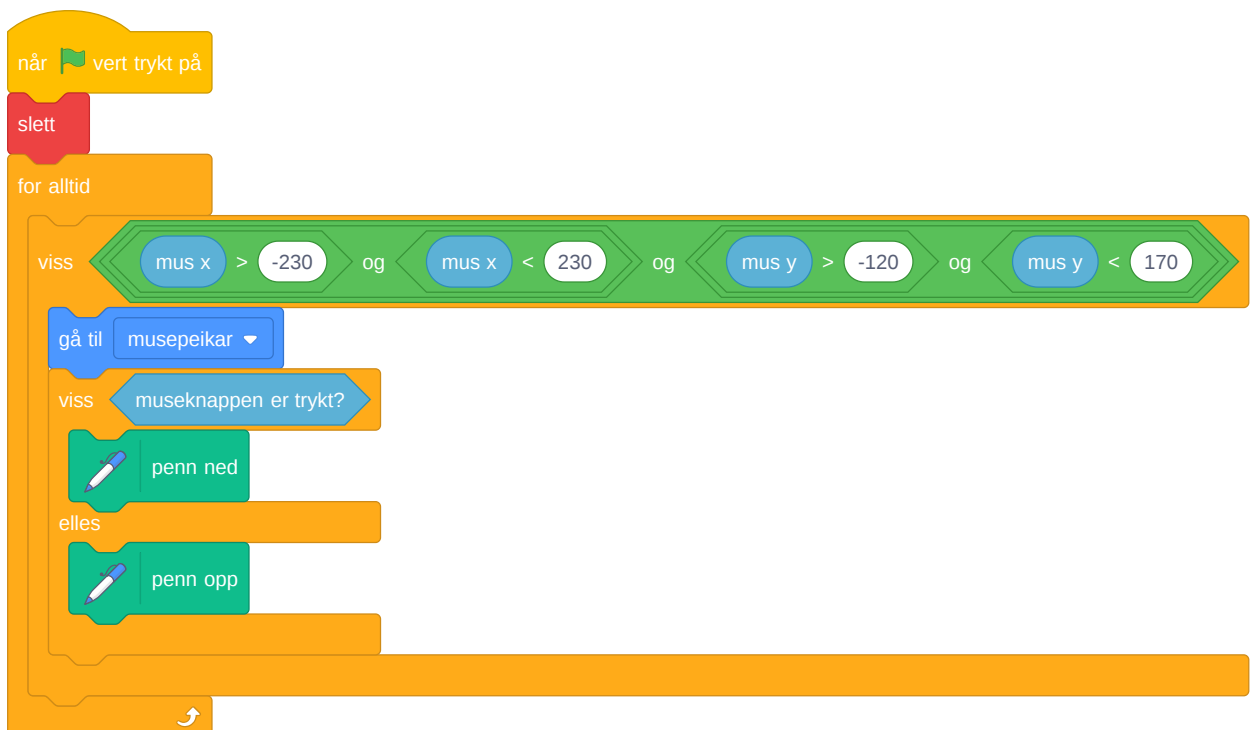 når vert trykt på
slett
for alltid
viss mus x > -230 og mus x < 230 og mus y > -120 og mus y < 170
gå til musepeikar
viss museknappen er trykt?
penn ned
elles
penn opp